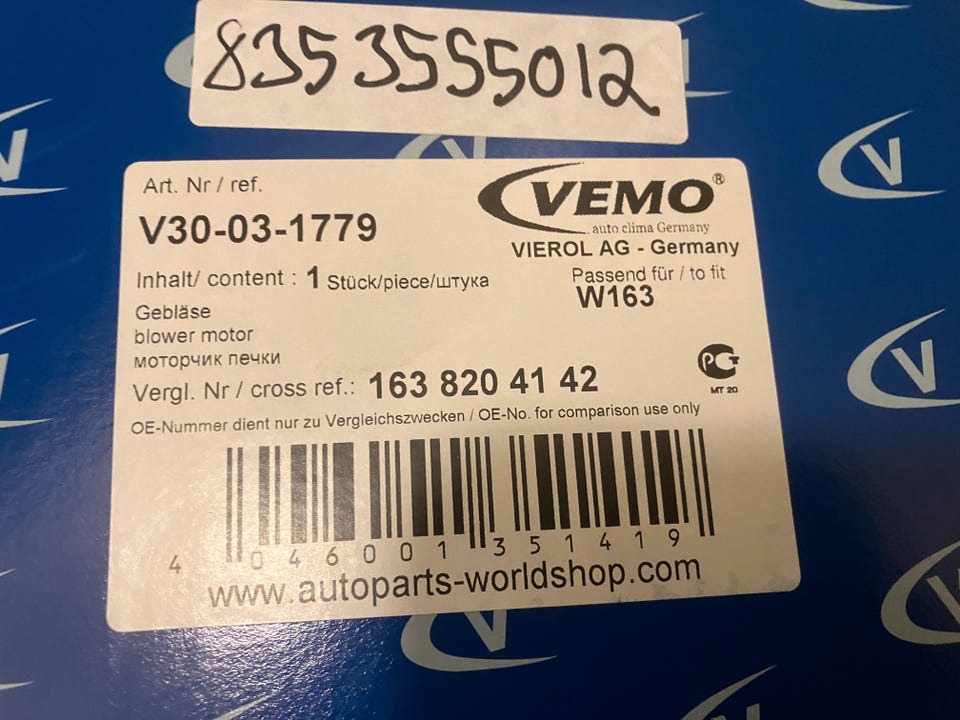 8353555012
Art. Nr / ref.
V30-03-1779
VEMO®
auto clima Germany
VIEROL AG - Germany
Inhalt/ content : 1 Stück/piece/штука
Passend für / to fit
W163
Gebläse
blower motor
моторчик печки
Vergl. Nr / cross ref.: 163 820 41 42
РСТ
МТ 20
OE-Nummer dient nur zu Vergleichszwecken / OE-No. for comparison use only
4 046001 351419
www.autoparts-worldshop.com